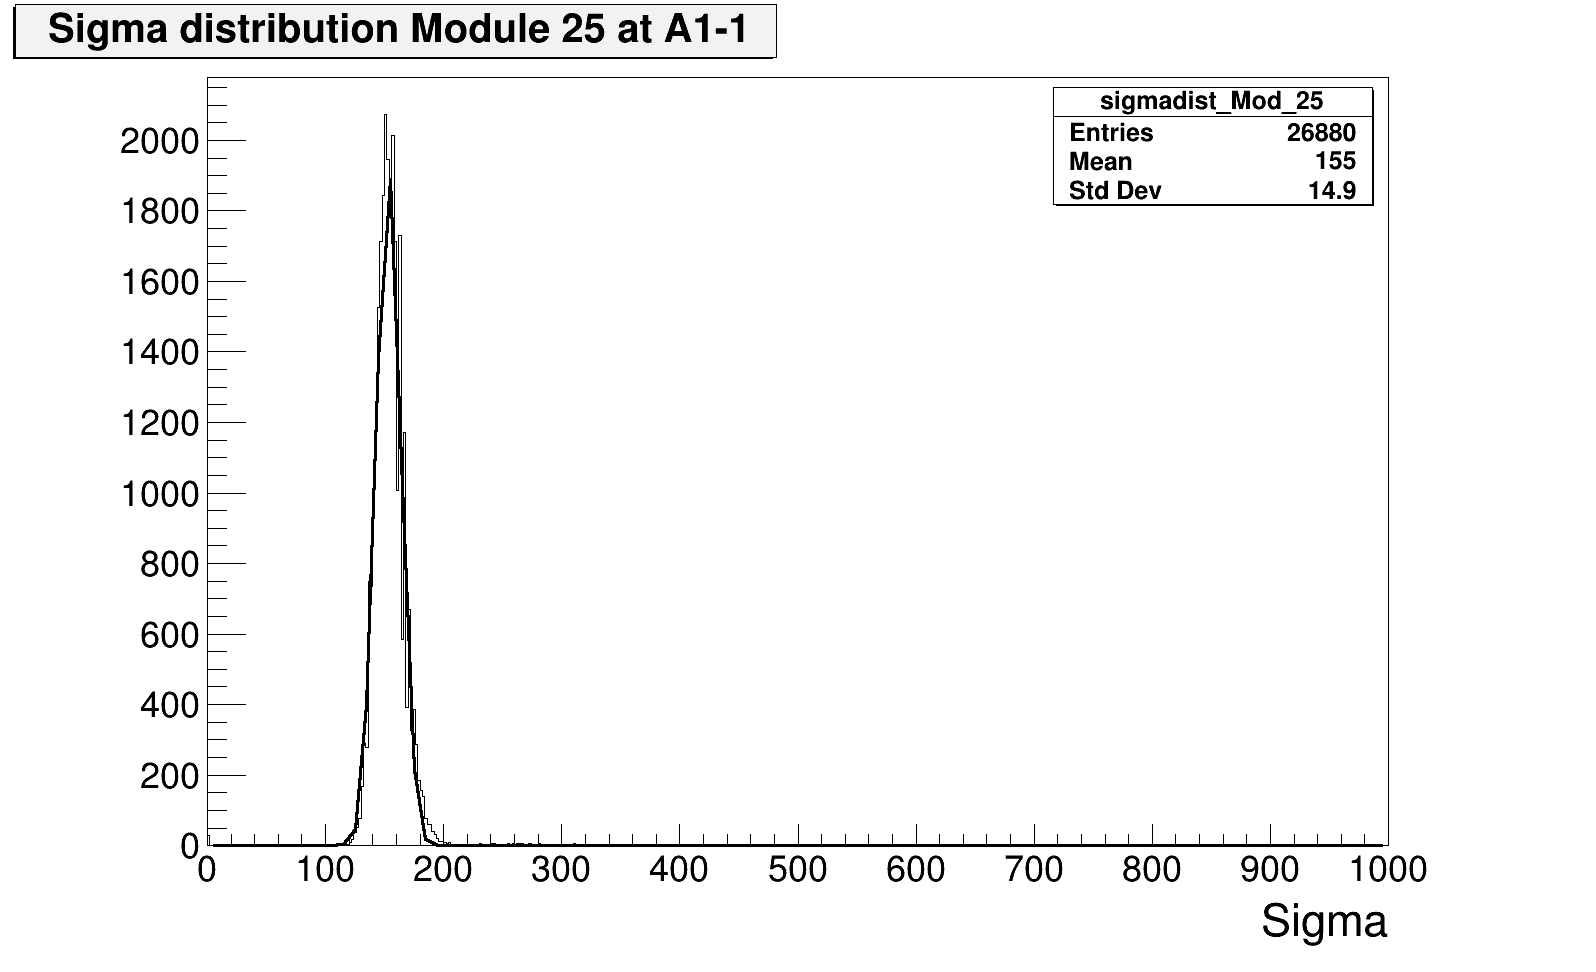 Sigma distribution Module 25 at A1-1
sigmadist_Mod_25
Entries 26880
Mean 155
Std Dev 14.9
2000
1800
1600
1400
1200
1000
800
600
400
200
0
0 100 200 300 400 500 600 700 800 900 1000
Sigma